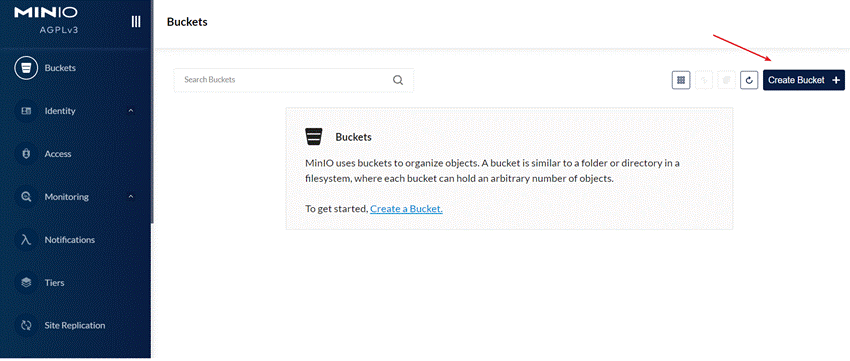 MINIO
AGPLv3
Buckets
Identity
Access
Monitoring
Notifications
Tiers
Site Replication
Buckets
Search Buckets
Create Bucket +
Buckets
MinIO uses buckets to organize objects. A bucket is similar to a folder or directory in a
filesystem, where each bucket can hold an arbitrary number of objects.
To get started, Create a Bucket.